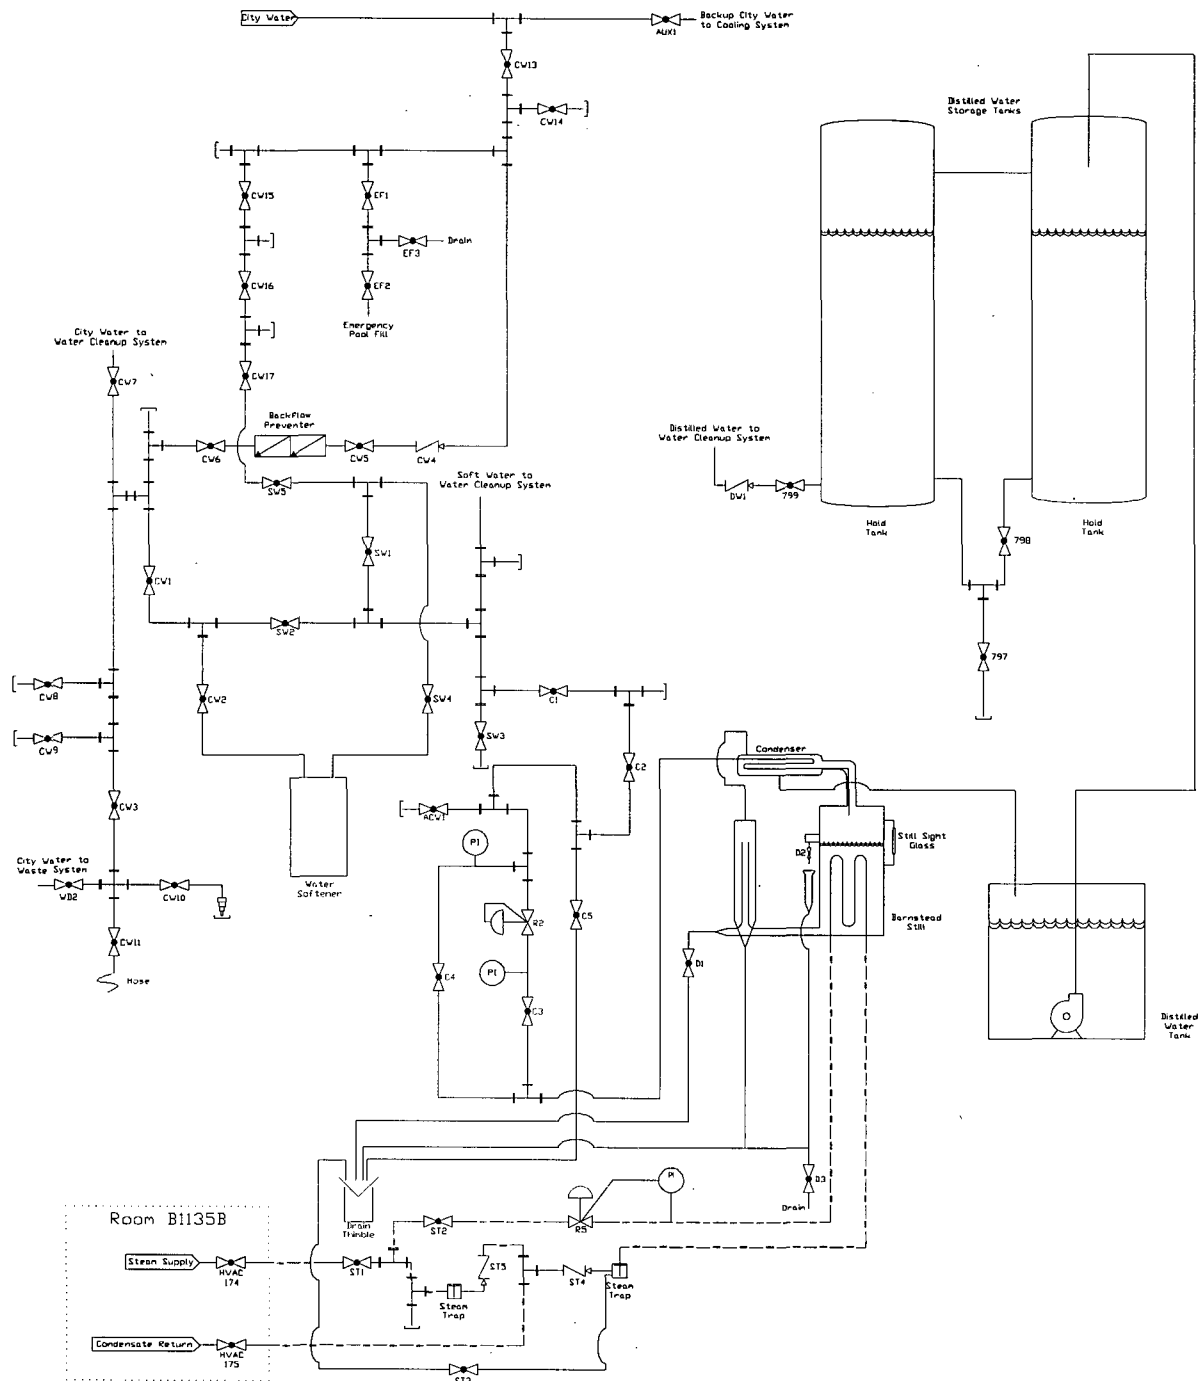 City Water
AUX1
Backup City Water
to Cooling System
CW13
CW14
Distilled Water
Storage Tanks
CW15
EF1
EF3
Drain
CW16
EF2
Emergency
Pool Fill
City Water to
Water Cleanup System
CW7
CW17
Backflow
Preventer
CW6
CW5
CW4
Distilled Water to
Water Cleanup System
Soft Water to
Water Cleanup System
SW5
DW1
799
Hold
Tank
Hold
Tank
798
SW1
CW1
SW2
797
CW8
CW2
SW4
C1
CW9
SW3
C2
Condenser
CW3
ACW1
PI
D2
Still Sight
Glass
City Water to
Waste System
WD2
CW10
Water
Softener
R2
C5
Barnstead
Still
CW11
Hose
C4
PI
D1
C3
Distilled
Water
Tank
Room B1135B
Drain
Thimble
ST2
R5
PI
D3
Drain
Steam Supply
HVAC
174
ST1
ST5
Steam
Trap
ST4
Steam
Trap
Condensate Return
HVAC
175